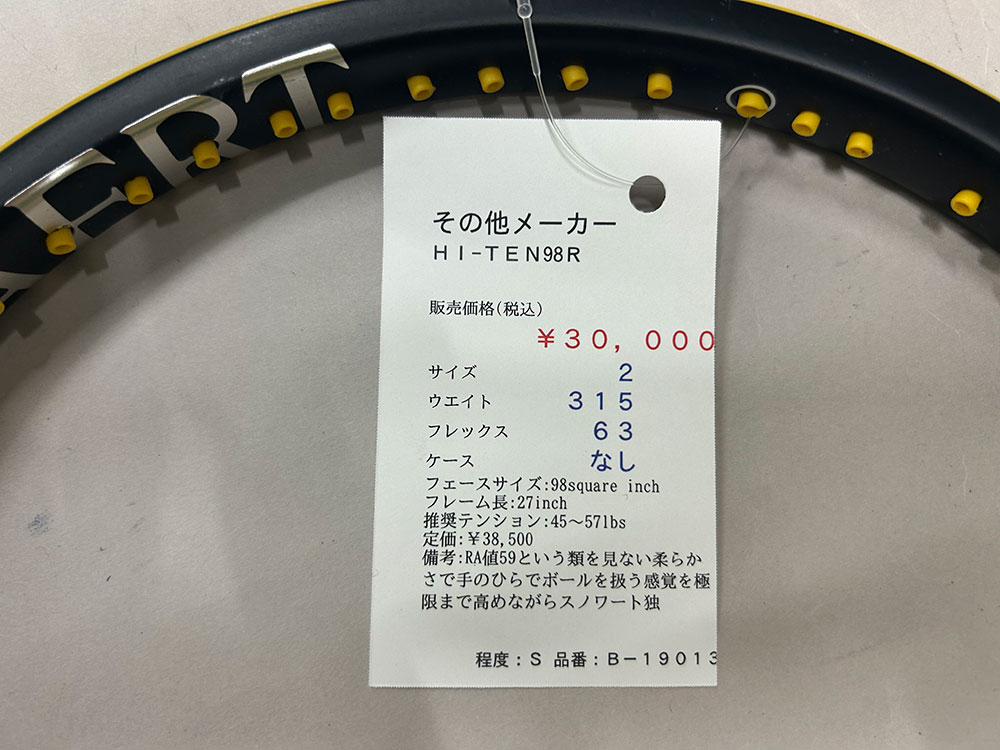 ERT
その他メーカー
HI-TEN98R
販売価格(税込)
¥30,000
サイズ 2
ウエイト 315
フレックス 63
ケース なし
フェースサイズ:98square inch
フレーム長:27inch
推奨テンション:45~57lbs
定価:¥38,500
備考:RA値59という類を見ない柔らか
さで手のひらでボールを扱う感覚を極
限まで高めながらスノワート独
程度:S 品番:B-19013